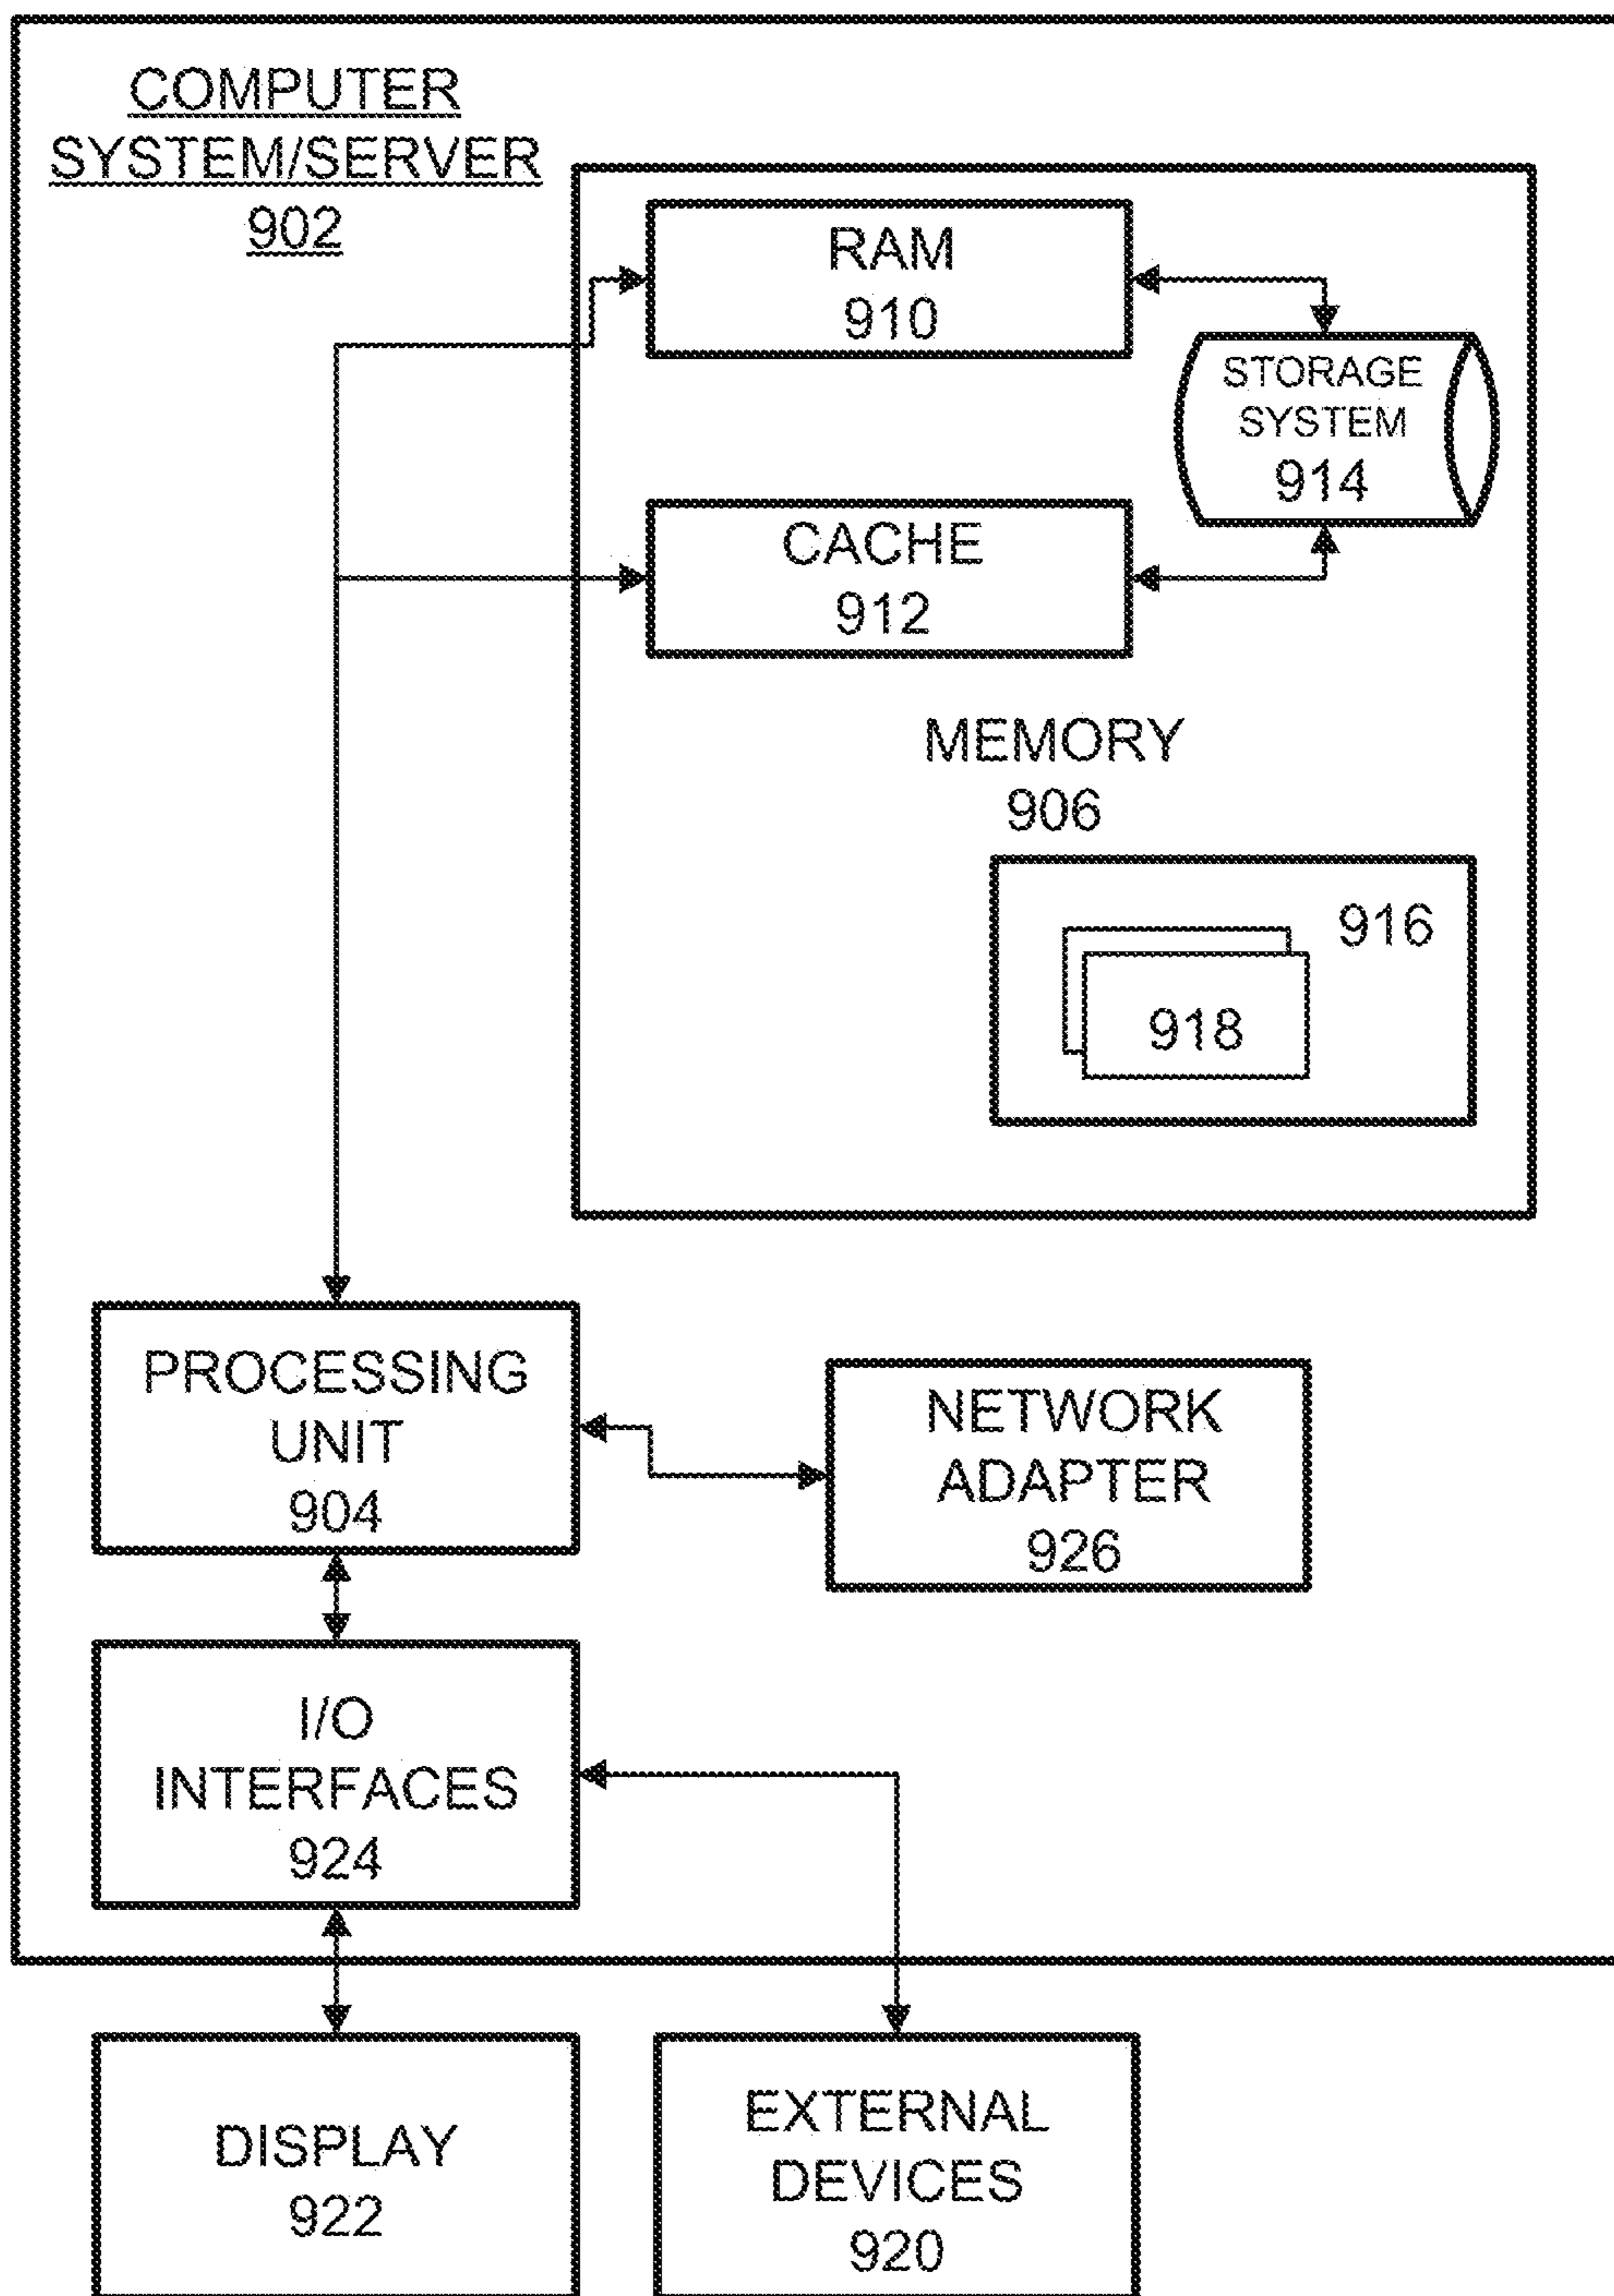 COMPUTER
SYSTEM/SERVER
902
RAM
910
STORAGE
SYSTEM
914
CACHE
912
MEMORY
906
916
918
PROCESSING
UNIT
904
NETWORK
ADAPTER
926
I/O
INTERFACES
924
DISPLAY
922
EXTERNAL
DEVICES
920